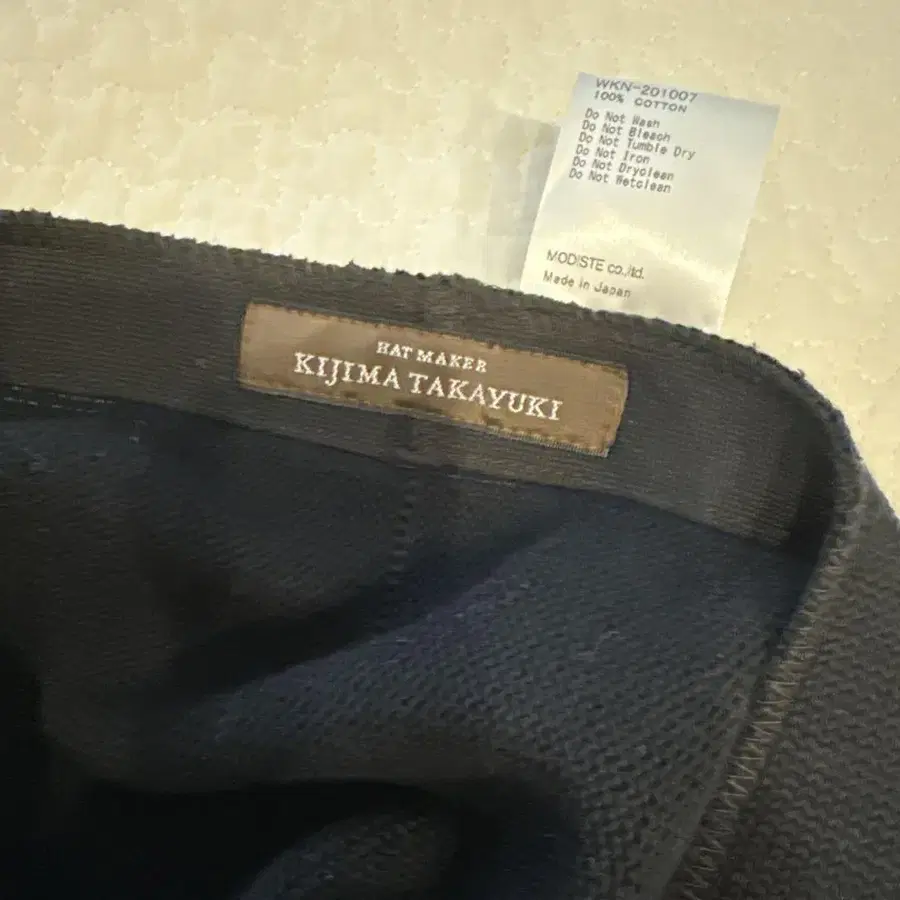 WKN-201007
100% COTTON
Do Not Wash
Do Not Bleach
Do Not Tumble Dry
Do Not Iron
Do Not Dryclean
Do Not Wetclean
MODISTE co.,ltd.
Made in Japan
HAT MAKER
KIJIMA TAKAYUKI